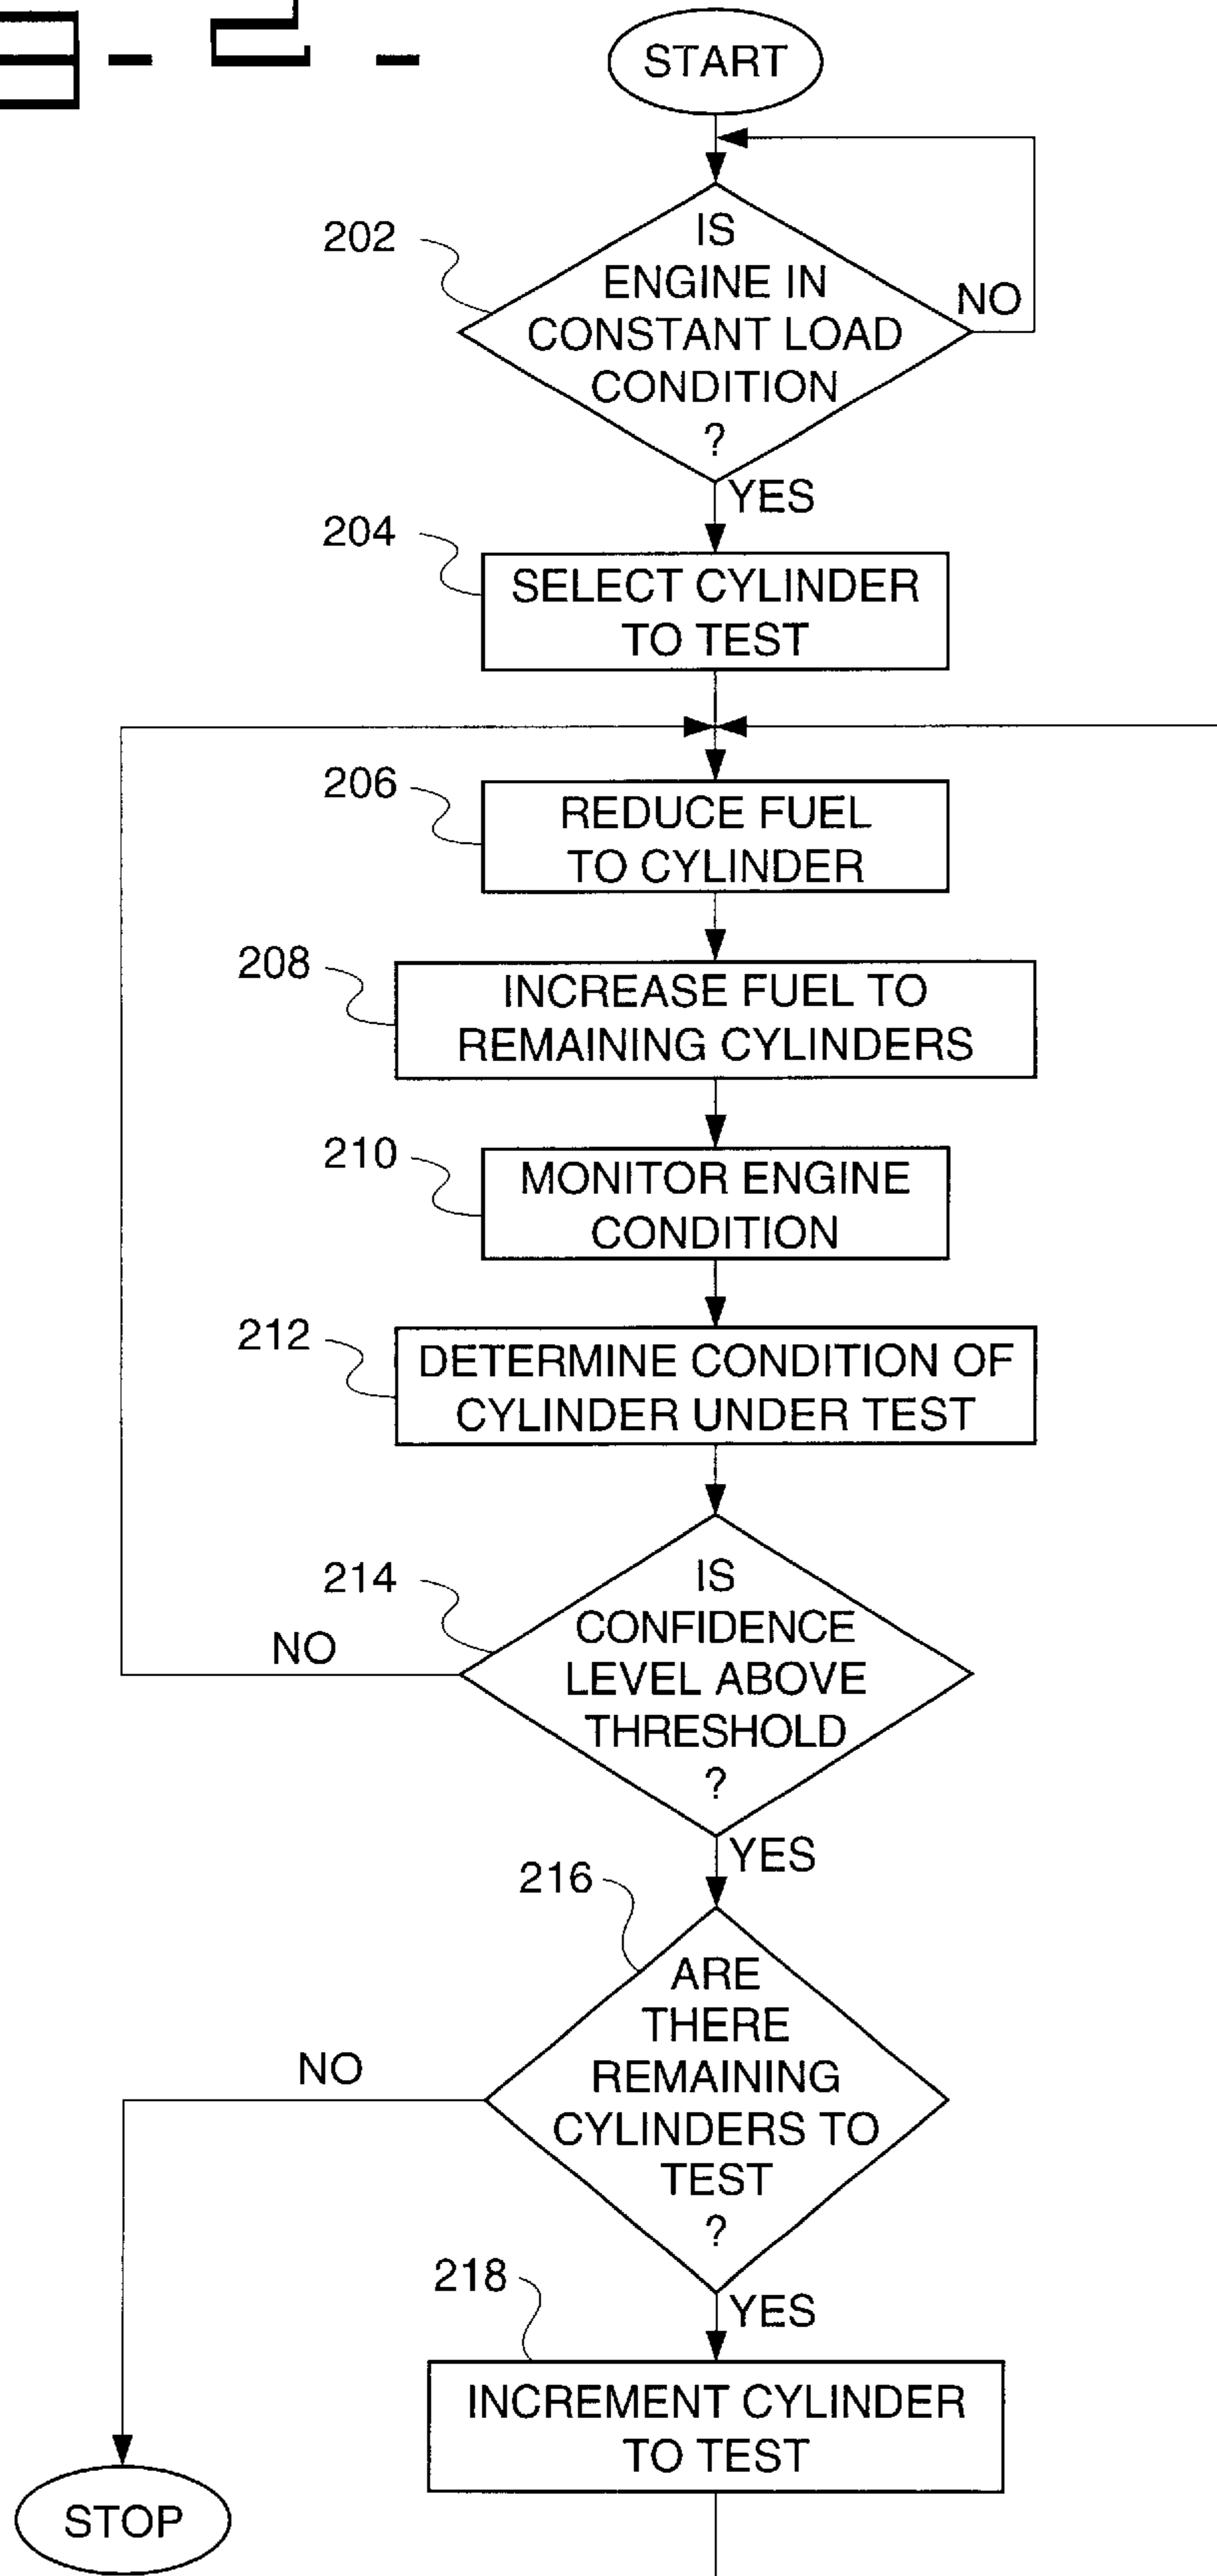 START
202
IS
ENGINE IN
CONSTANT LOAD
CONDITION
?
NO
YES
204
SELECT CYLINDER
TO TEST
206
REDUCE FUEL
TO CYLINDER
208
INCREASE FUEL TO
REMAINING CYLINDERS
210
MONITOR ENGINE
CONDITION
212
DETERMINE CONDITION OF
CYLINDER UNDER TEST
214
IS
CONFIDENCE
LEVEL ABOVE
THRESHOLD
?
NO
YES
216
ARE
THERE
REMAINING
CYLINDERS TO
TEST
?
NO
YES
218
INCREMENT CYLINDER
TO TEST
STOP